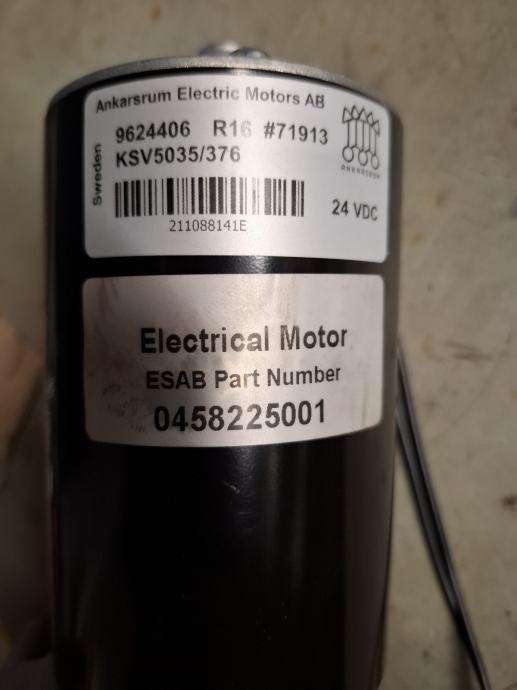 Ankarsrum Electric Motors AB
Sweden
9624406 R16 #71913
KSV5035/376
ANKARSRUM
211088141E
24 VDC
Electrical Motor
ESAB Part Number
0458225001